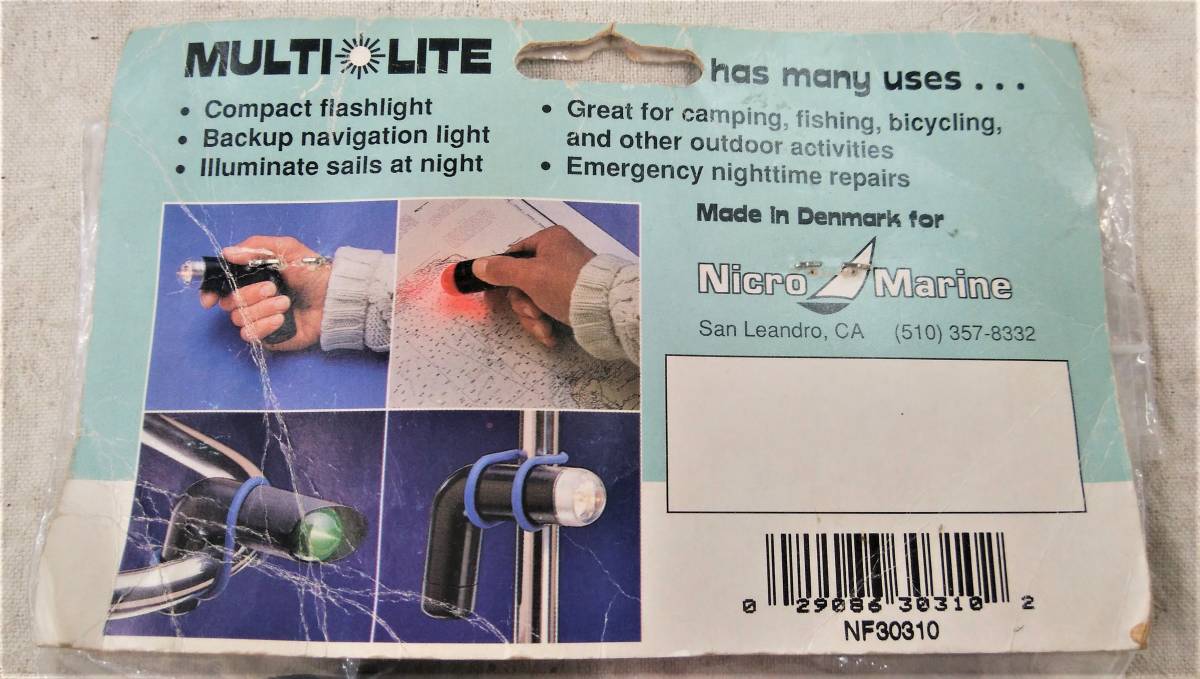 MULTI LITE has many uses . . .
• Compact flashlight
• Backup navigation light
• Illuminate sails at night
• Great for camping, fishing, bicycling,
and other outdoor activities
• Emergency nighttime repairs
Made in Denmark for
Nicro Marine
San Leandro, CA (510) 357-8332
0 29086 30310 2
NF30310